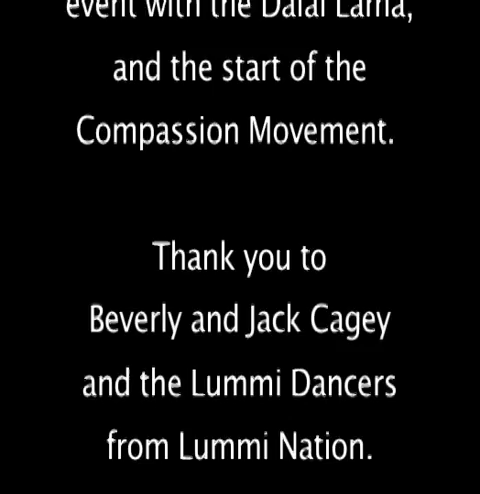 event with the Dalai Lama,
and the start of the
Compassion Movement.
Thank you to
Beverly and Jack Cagey
and the Lummi Dancers
from Lummi Nation.